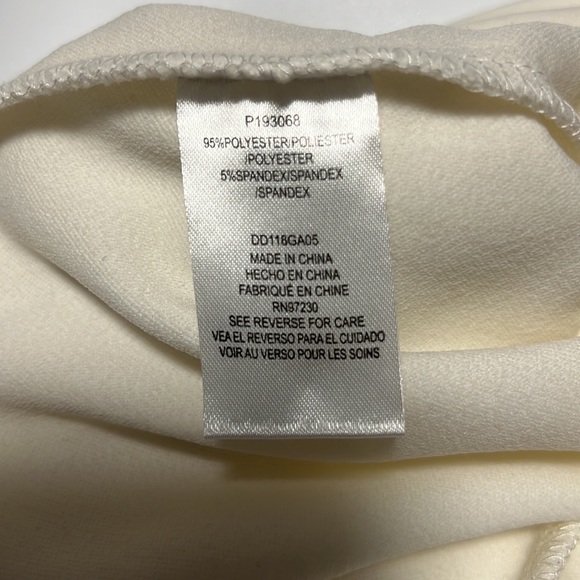 P193068
95%POLYESTER/POLIESTER
/POLYESTER
5%SPANDEX/SPANDEX
/SPANDEX
DD118GA05
MADE IN CHINA
HECHO EN CHINA
FABRIQUÉ EN CHINE
RN97230
SEE REVERSE FOR CARE
VEA EL REVERSO PARA EL CUIDADO
VOIR AU VERSO POUR LES SOINS